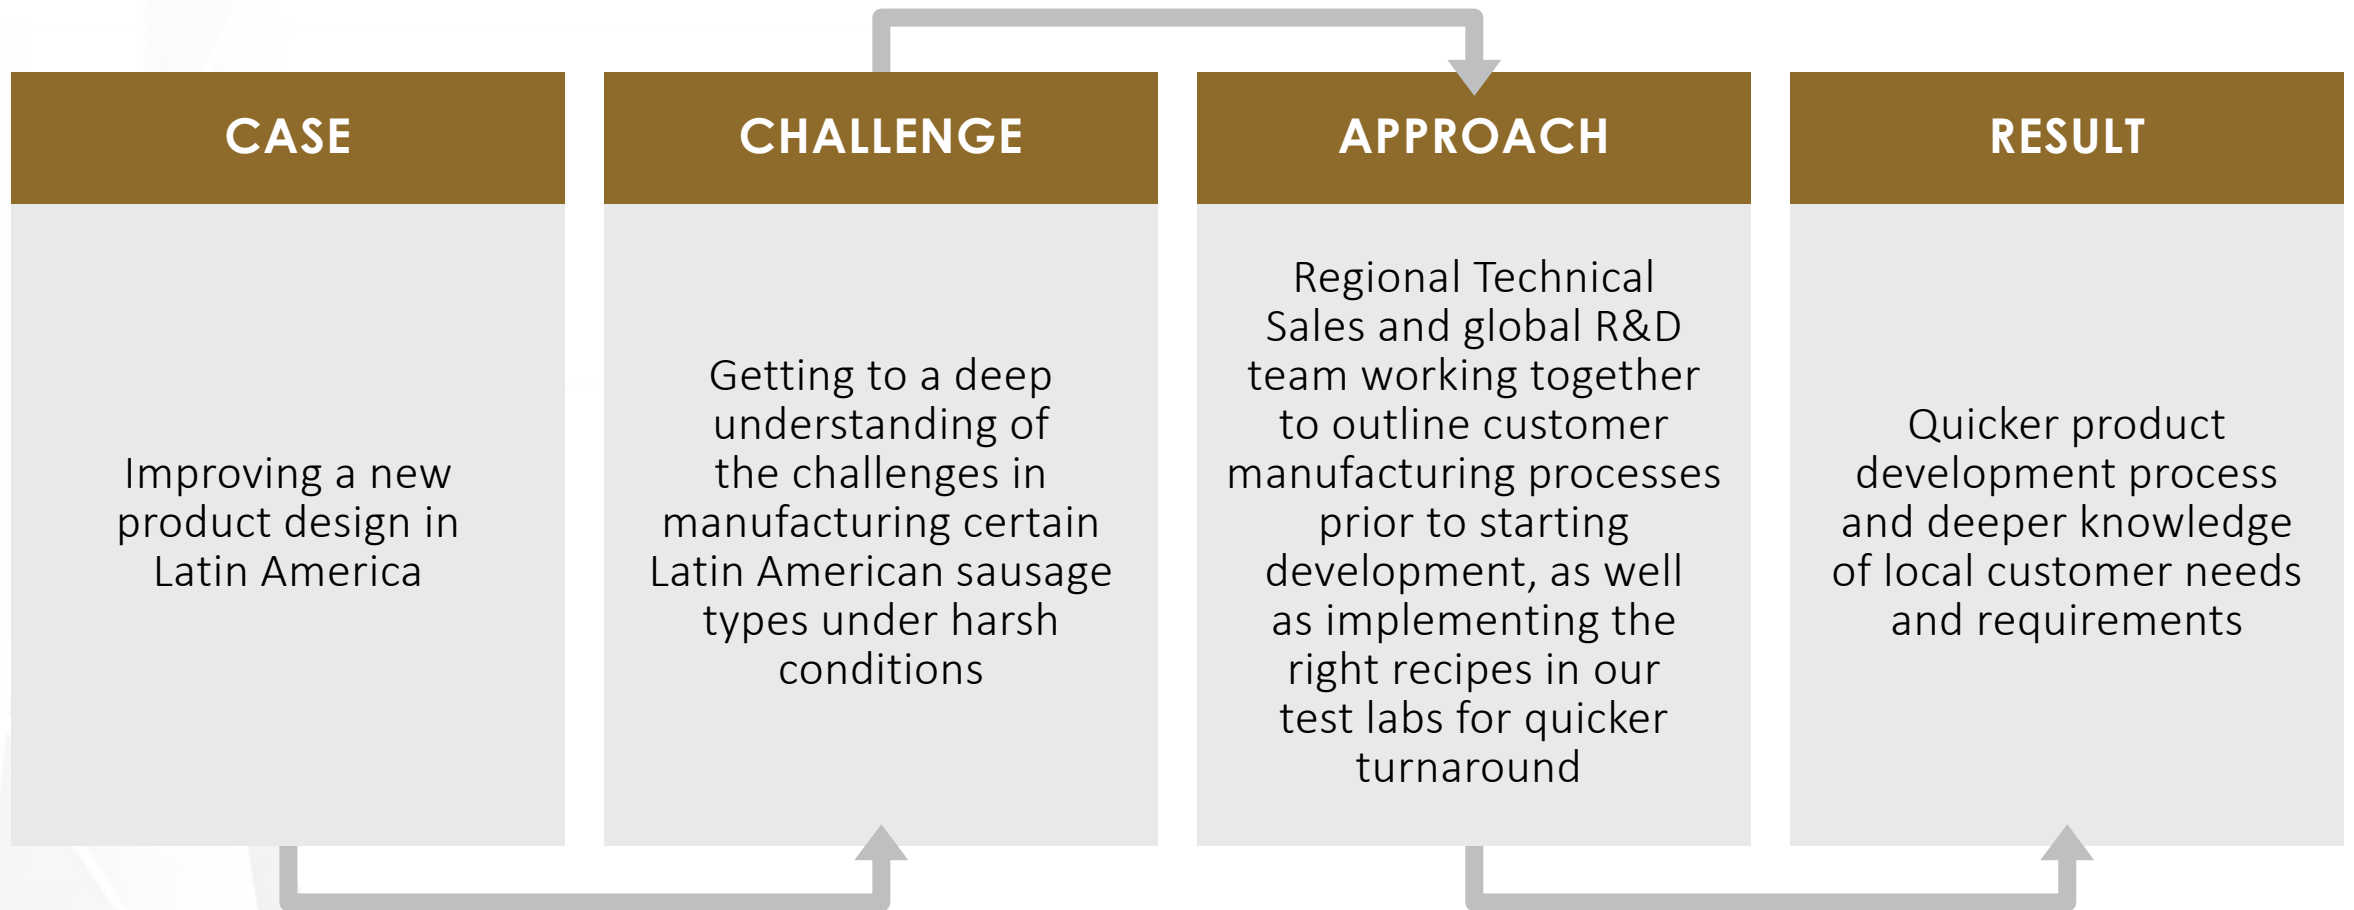 CASE
Improving a new
product design in
Latin America
CHALLENGE
Getting to a deep
understanding of
the challenges in
manufacturing certain
Latin American sausage
types under harsh
conditions
APPROACH
Regional Technical
Sales and global R&D
team working together
to outline customer
manufacturing processes
prior to starting
development, as well
as implementing the
right recipes in our
test labs for quicker
turnaround
RESULT
Quicker product
development process
and deeper knowledge
of local customer needs
and requirements